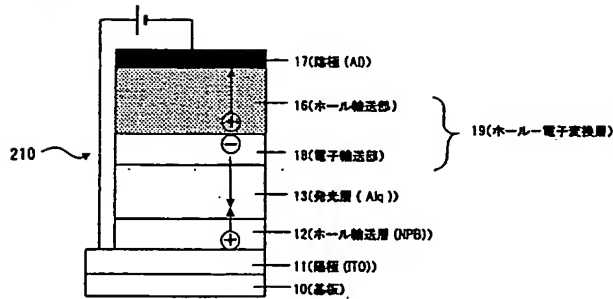 17(陰極 (Al))
16(ホール輸送部)
19(ホールー電子変換層)
210
18(電子輸送部)
13(発光層 (Alq))
12(ホール輸送層 (NPB))
11(陽極 (ITO))
10(基板)